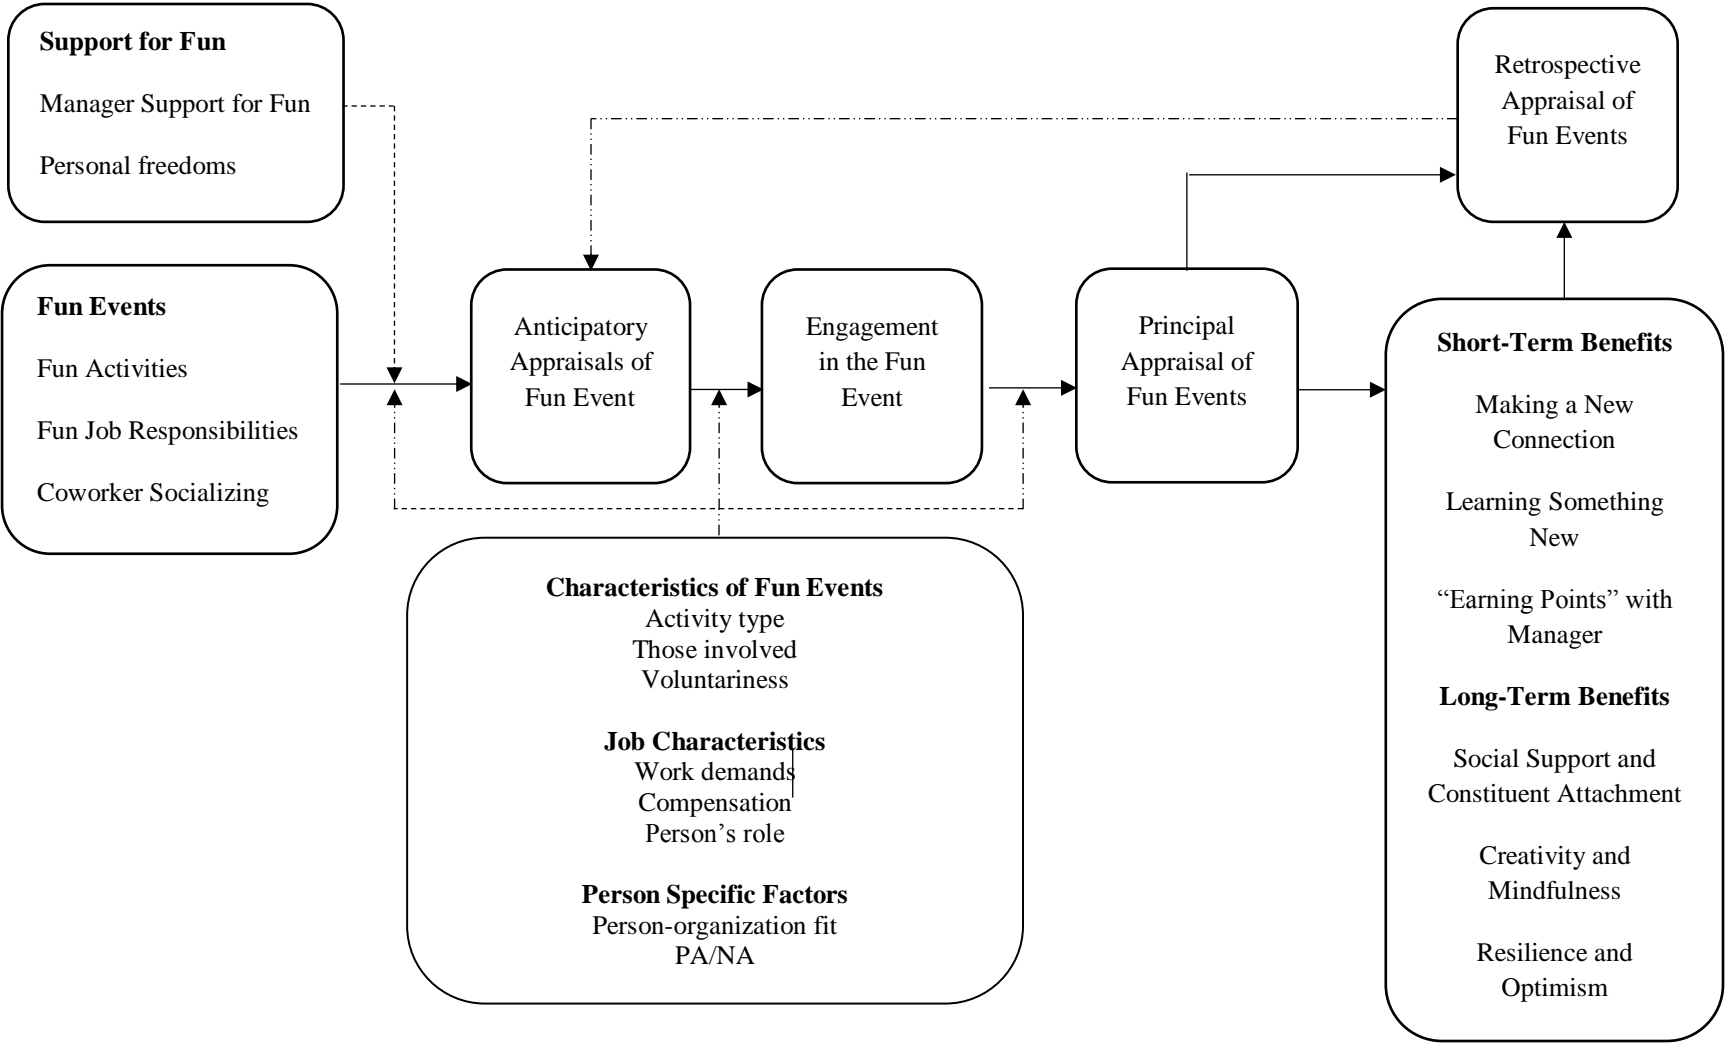 Support for Fun
Manager Support for Fun
Personal freedoms
Retrospective
Appraisal of
Fun Events
Fun Events
Fun Activities
Fun Job Responsibilities
Coworker Socializing
Anticipatory
Appraisals of
Fun Event
Engagement
in the Fun
Event
Principal
Appraisal of
Fun Events
Short-Term Benefits
Making a New
Connection
Learning Something
New
“Earning Points” with
Manager
Long-Term Benefits
Social Support and
Constituent Attachment
Creativity and
Mindfulness
Resilience and
Optimism
Characteristics of Fun Events
Activity type
Those involved
Voluntariness
Job Characteristics
Work demands
Compensation
Person’s role
Person Specific Factors
Person-organization fit
PA/NA